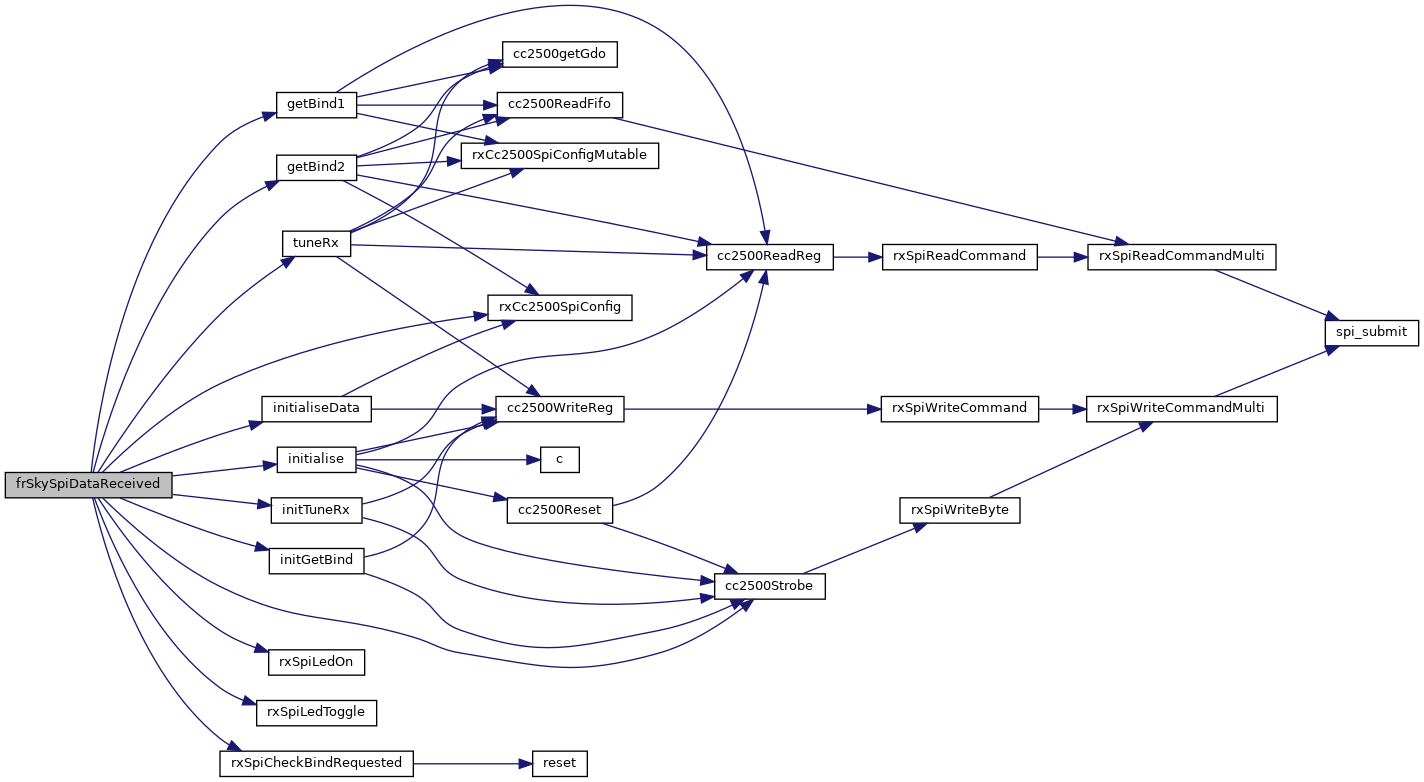 frSkySpiDataReceived
getBind1
getBind2
tuneRx
initialiseData
initialise
initTuneRx
initGetBind
rxSpiLedOn
rxSpiLedToggle
rxSpiCheckBindRequested
cc2500getGdo
cc2500ReadFifo
rxCc2500SpiConfigMutable
rxCc2500SpiConfig
cc2500WriteReg
c
cc2500Reset
reset
cc2500ReadReg
cc2500Strobe
rxSpiReadCommand
rxSpiWriteCommand
rxSpiWriteByte
rxSpiReadCommandMulti
rxSpiWriteCommandMulti
spi_submit